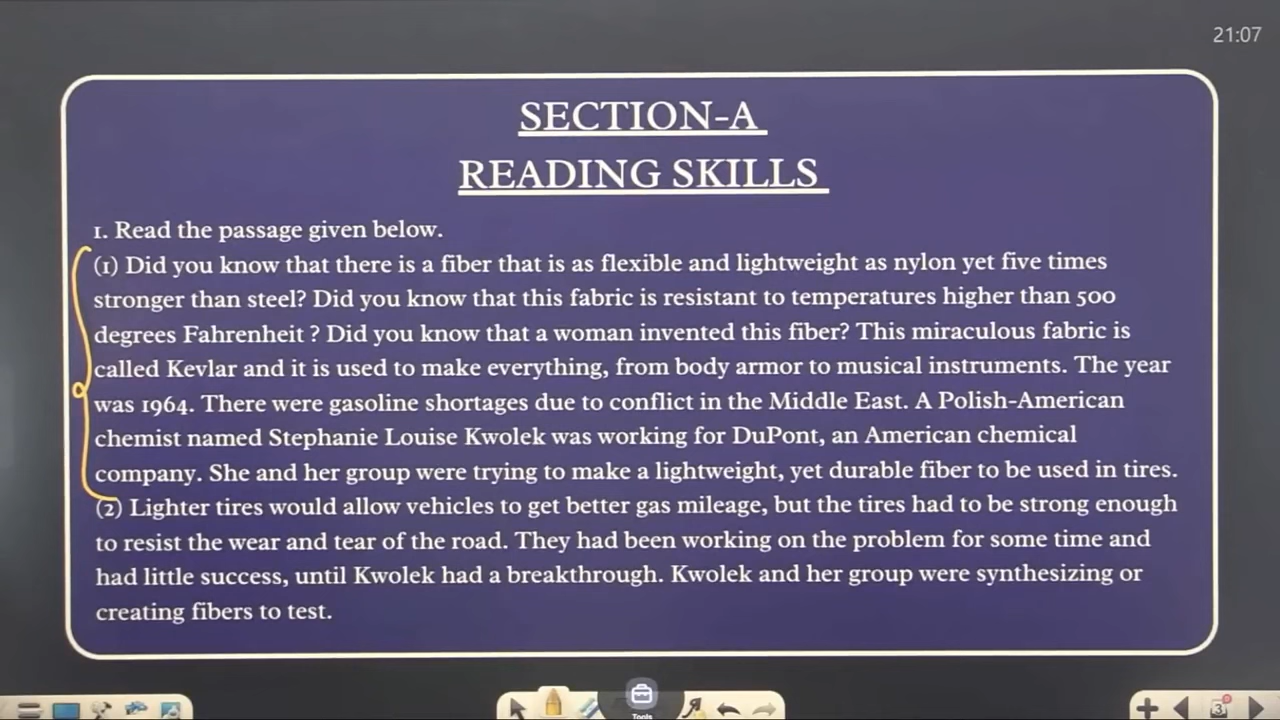 21:07
SECTION-A
READING SKILLS
1. Read the passage given below.
(1) Did you know that there is a fiber that is as flexible and lightweight as nylon yet five times
stronger than steel? Did you know that this fabric is resistant to temperatures higher than 500
degrees Fahrenheit ? Did you know that a woman invented this fiber? This miraculous fabric is
called Kevlar and it is used to make everything, from body armor to musical instruments. The year
was 1964. There were gasoline shortages due to conflict in the Middle East. A Polish-American
chemist named Stephanie Louise Kwolek was working for DuPont, an American chemical
company. She and her group were trying to make a lightweight, yet durable fiber to be used in tires.
(2) Lighter tires would allow vehicles to get better gas mileage, but the tires had to be strong enough
to resist the wear and tear of the road. They had been working on the problem for some time and
had little success, until Kwolek had a breakthrough. Kwolek and her group were synthesizing or
creating fibers to test.
Tools
3